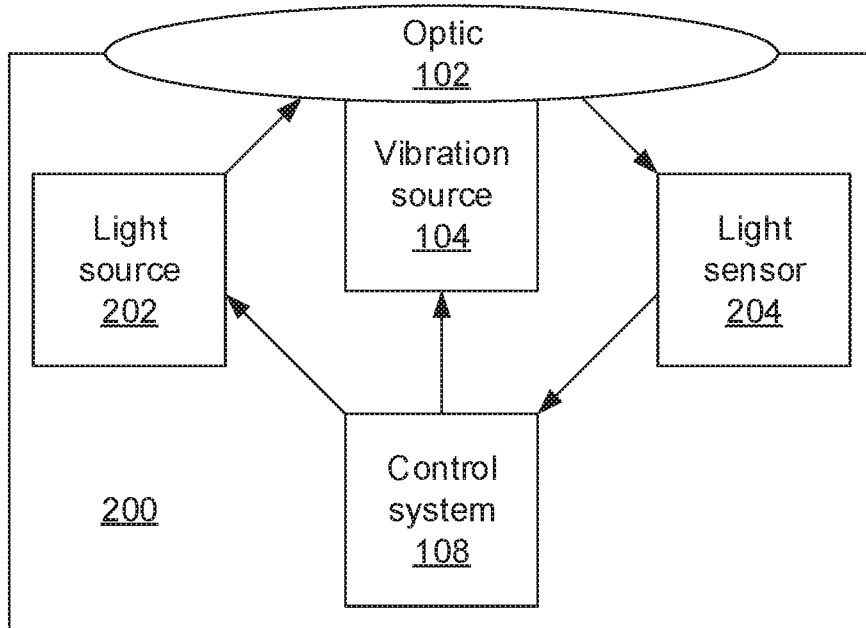 Optic
102
Vibration
source
104
Light
source
202
Light
sensor
204
Control
system
108
200